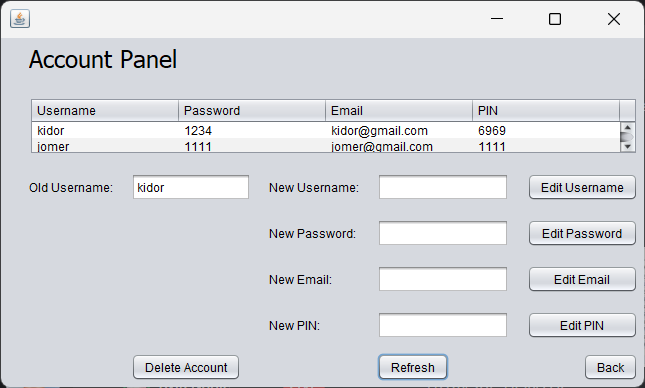 Account Panel
Username Password Email PIN
kidor 1234 kidor@gmail.com 6969
jomer 1111 jomer@gmail.com 1111
Old Username: kidor New Username: Edit Username
New Password: Edit Password
New Email: Edit Email
New PIN: Edit PIN
Delete Account Refresh Back